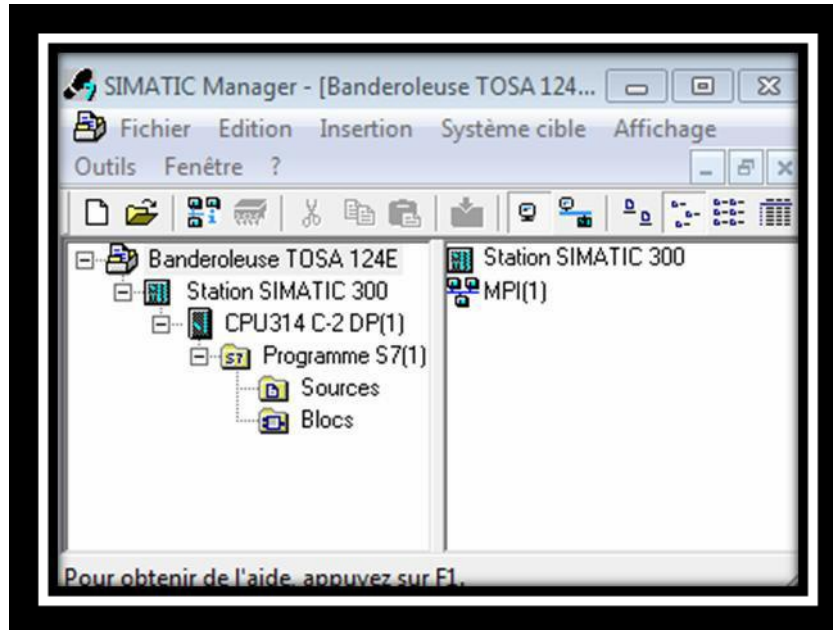 SIMATIC Manager - [Banderoleuse TOSA 124...
Fichier Edition Insertion Système cible Affichage
Outils Fenêtre ?
Banderoleuse TOSA 124E
Station SIMATIC 300
CPU314 C-2 DP(1)
Programme S7(1)
Sources
Blocs
Station SIMATIC 300
MPI(1)
Pour obtenir de l'aide, appuyez sur F1.